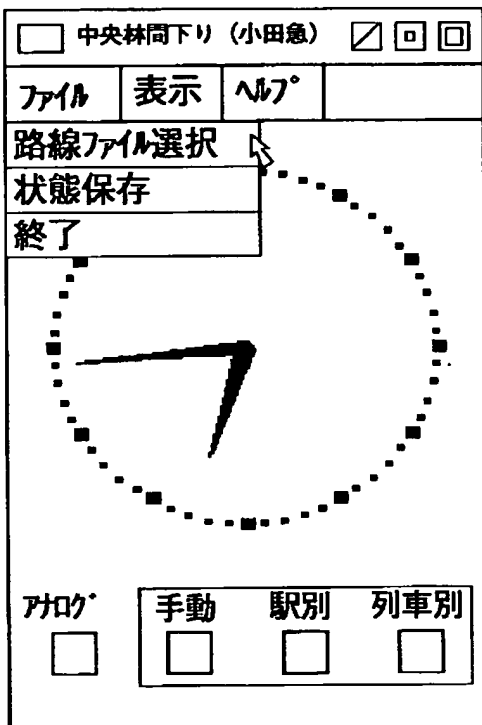 中央林間下り（小田急）
ﾌｧｲﾙ 表示 ﾍﾙﾌﾟ
路線ﾌｧｲﾙ選択
状態保存
終了
ｱﾅﾛｸﾞ 手動 駅別 列車別